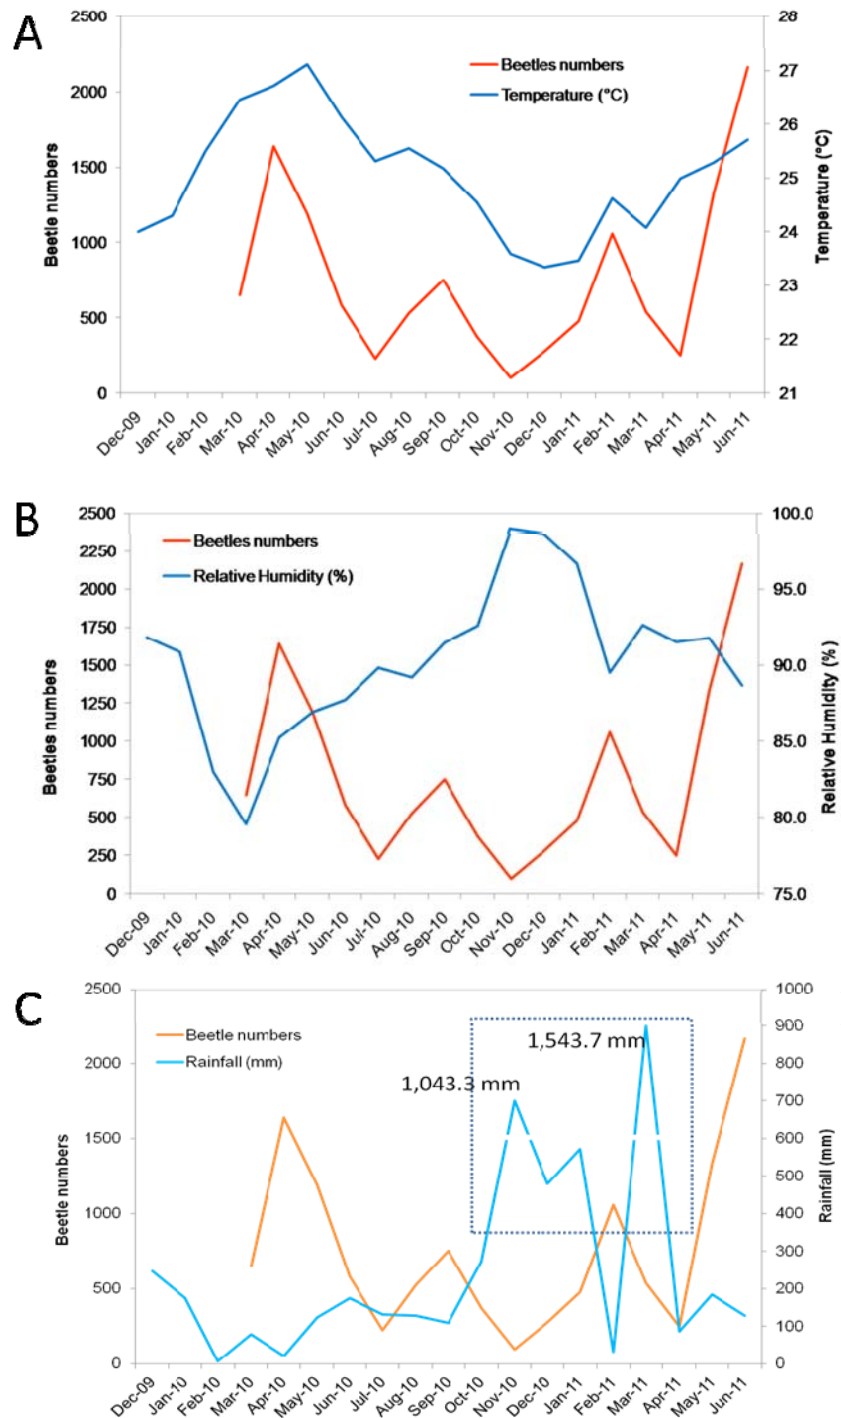 A
2500
2000
1500
1000
500
0
Beetle numbers
Beetles numbers
Temperature (°C)
28
27
26
25
24
23
22
21
Temperature (°C)
Dec-09
Jan-10
Feb-10
Mar-10
Apr-10
May-10
Jun-10
Jul-10
Aug-10
Sep-10
Oct-10
Nov-10
Dec-10
Jan-11
Feb-11
Mar-11
Apr-11
May-11
Jun-11
B
2500
2250
2000
1750
1500
1250
1000
750
500
250
0
Beetles numbers
Beetles numbers
Relative Humidity (%)
100.0
95.0
90.0
85.0
80.0
75.0
Relative Humidity (%)
Dec-09
Jan-10
Feb-10
Mar-10
Apr-10
May-10
Jun-10
Jul-10
Aug-10
Sep-10
Oct-10
Nov-10
Dec-10
Jan-11
Feb-11
Mar-11
Apr-11
May-11
Jun-11
C
2500
2000
1500
1000
500
0
Beetle numbers
Beetle numbers
Rainfall (mm)
1,543.7 mm
1,043.3 mm
1000
900
800
700
600
500
400
300
200
100
0
Rainfall (mm)
Dec-09
Jan-10
Feb-10
Mar-10
Apr-10
May-10
Jun-10
Jul-10
Aug-10
Sep-10
Oct-10
Nov-10
Dec-10
Jan-11
Feb-11
Mar-11
Apr-11
May-11
Jun-11